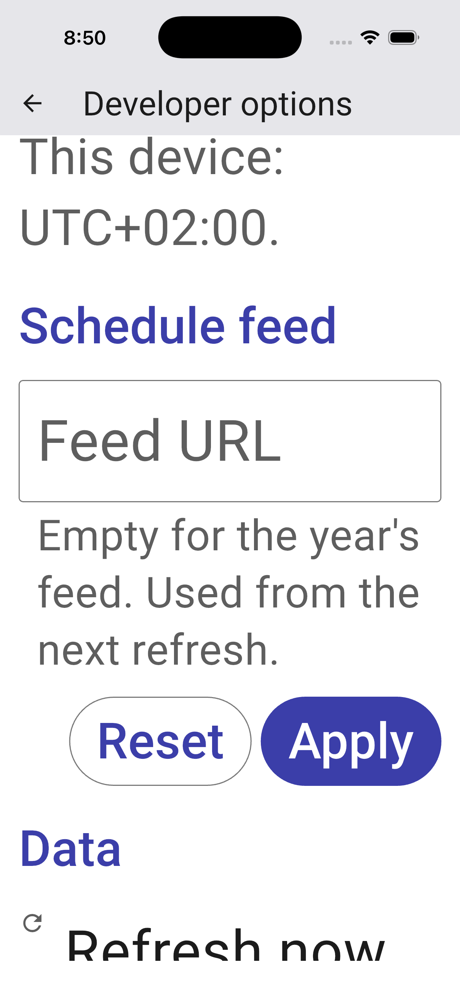 8:50
Developer options
This device:
UTC+02:00.
Schedule feed
Feed URL
Empty for the year's
feed. Used from the
next refresh.
Reset
Apply
Data
Refresh now